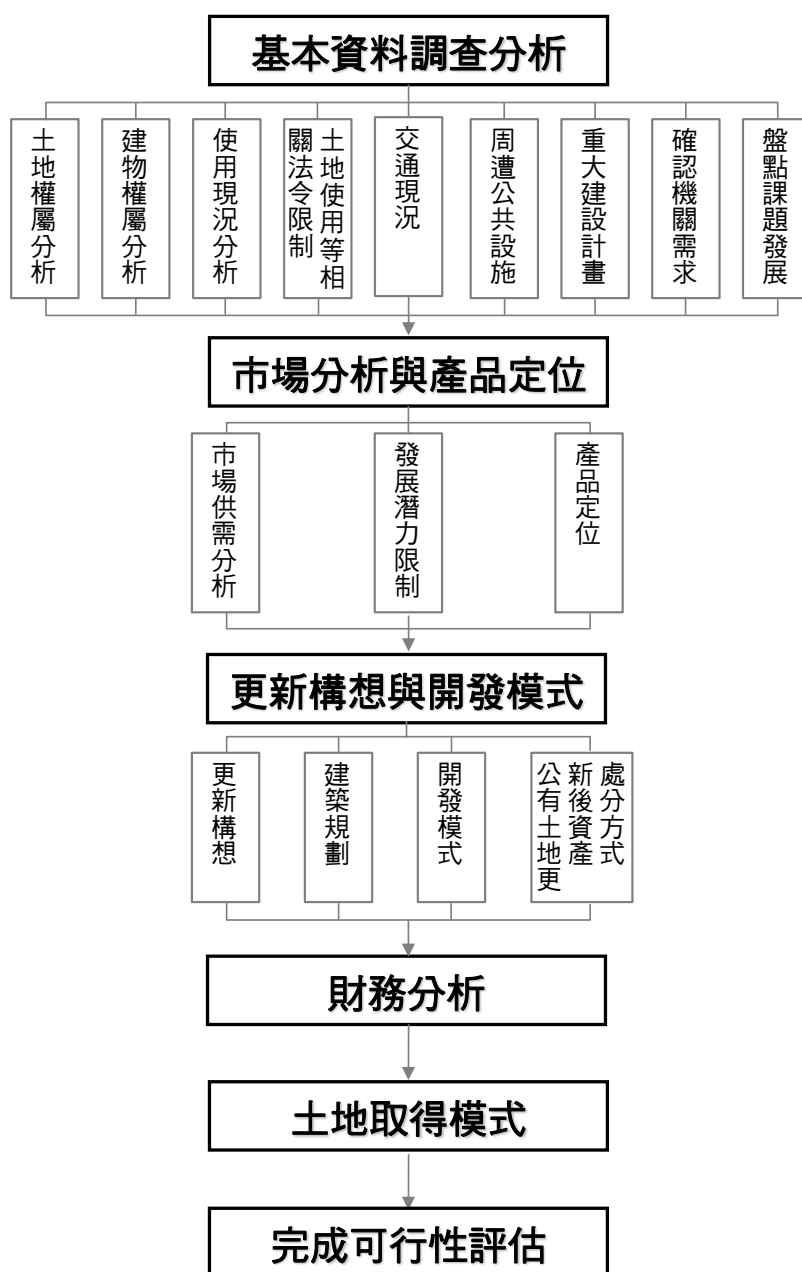 基本資料調查分析
土地權屬分析
建物權屬分析
使用現況分析
土地使用等相
關法令限制
交通現況
周遭公共設施
重大建設計畫
確認機關需求
盤點課題發展
市場分析與產品定位
市場供需分析
發展潛力限制
產品定位
更新構想與開發模式
更新構想
建築規劃
開發模式
公有土地更
新後資產
處分方式
財務分析
土地取得模式
完成可行性評估